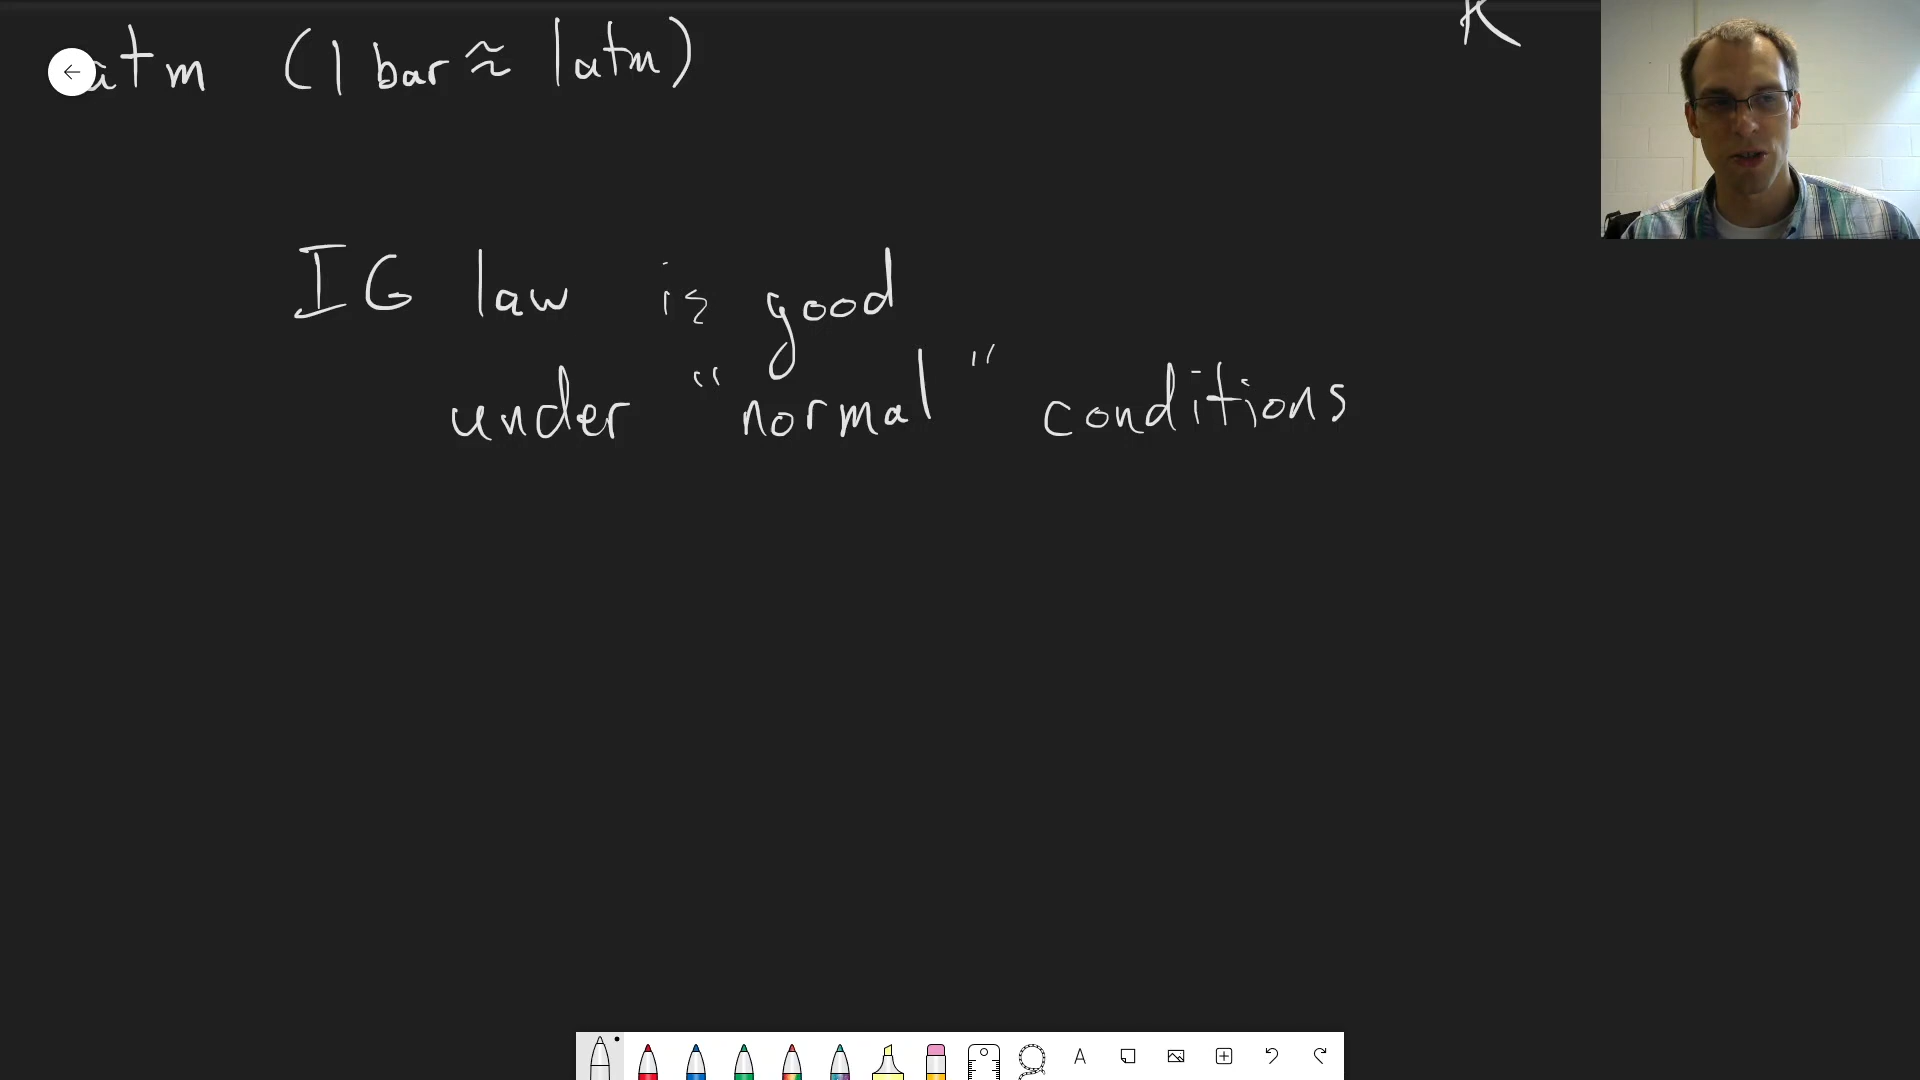 atm (1 bar ≈ 1atm)
K
IG law is good
under "normal" conditions
A